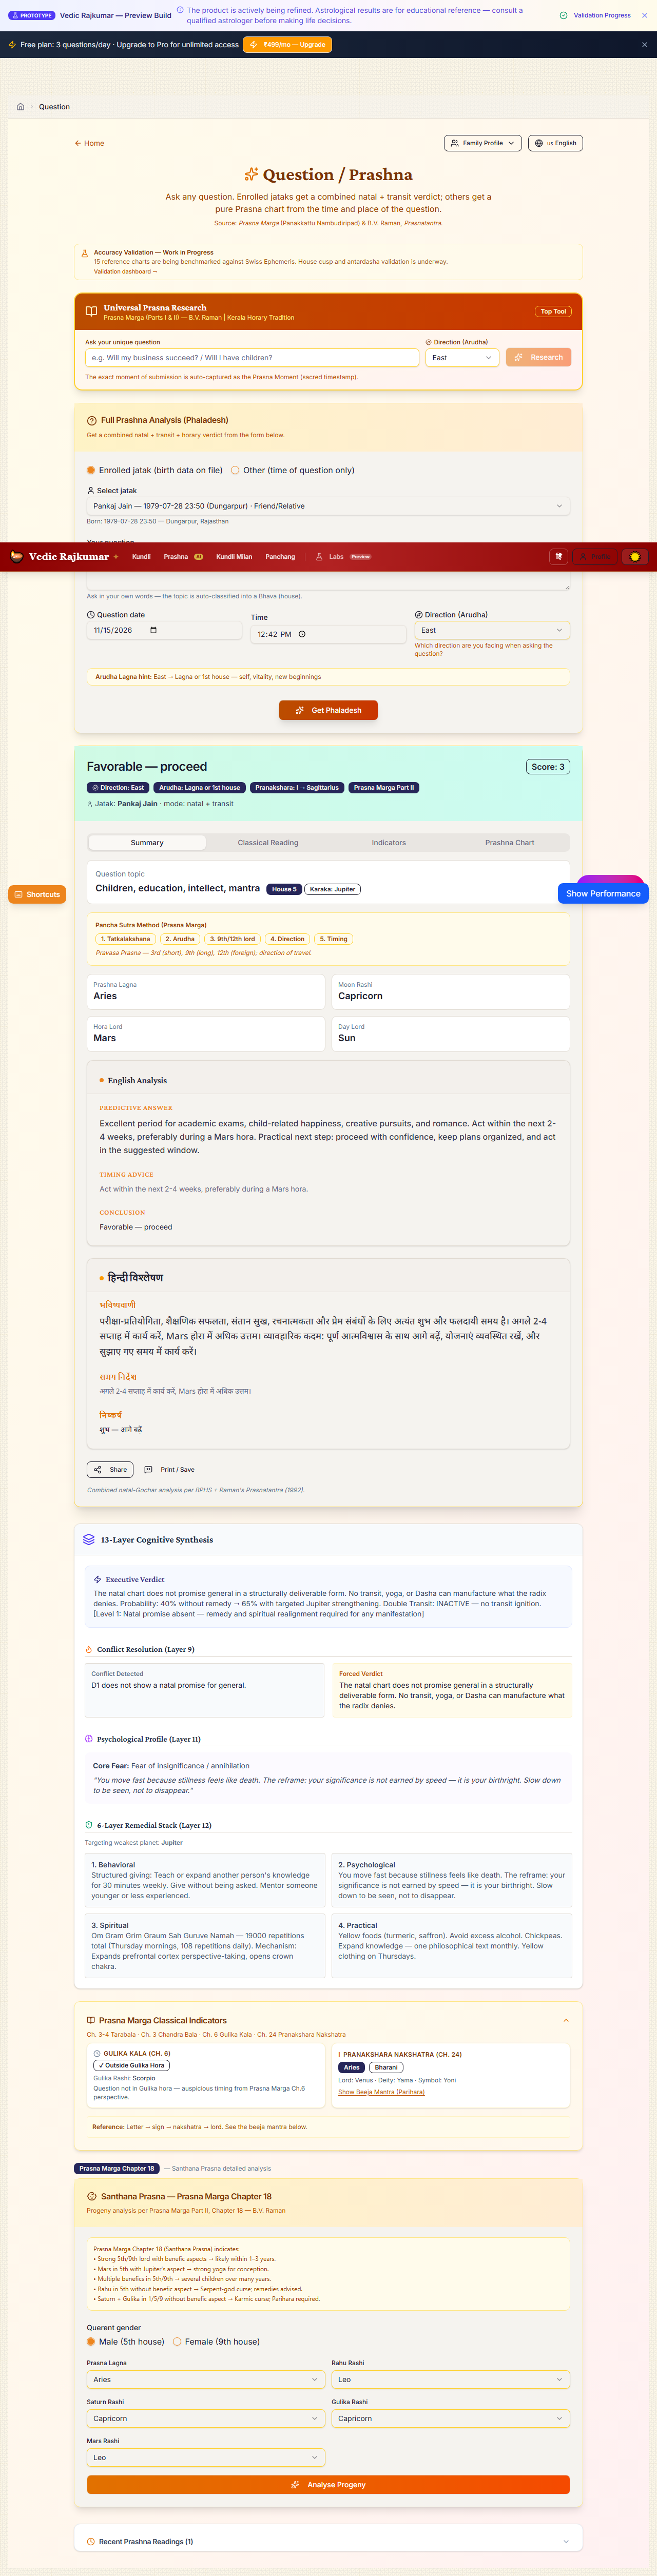 PROTOTYPE Vedic Rajkumar — Preview Build
The product is actively being refined. Astrological results are for educational reference — consult a
qualified astrologer before making life decisions.
Validation Progress
Free plan: 3 questions/day · Upgrade to Pro for unlimited access ₹499/mo — Upgrade
Question
Home
Family Profile
us English
Question / Prashna
Ask any question. Enrolled jataks get a combined natal + transit verdict; others get a
pure Prasna chart from the time and place of the question.
Source: Prasna Marga (Panakkattu Nambudiripad) & B.V. Raman, Prasnatantra.
Accuracy Validation — Work in Progress
15 reference charts are being benchmarked against Swiss Ephemeris. House cusp and antardasha validation is underway.
Validation dashboard →
Universal Prasna Research
Prasna Marga (Parts I & II) — B.V. Raman | Kerala Horary Tradition
Top Tool
Ask your unique question
Direction (Arudha)
e.g. Will my business succeed? / Will I have children?
East
Research
The exact moment of submission is auto-captured as the Prasna Moment (sacred timestamp).
Full Prashna Analysis (Phaladesh)
Get a combined natal + transit + horary verdict from the form below.
Enrolled jatak (birth data on file)
Other (time of question only)
Select jatak
Pankaj Jain — 1979-07-28 23:50 (Dungarpur) · Friend/Relative
Born: 1979-07-28 23:50 — Dungarpur, Rajasthan
Your question
Vedic Rajkumar
Kundli
Prashna AI
Kundli Milan
Panchang
Labs Preview
Ask in your own words — the topic is auto-classified into a Bhava (house).
Question date
Time
Direction (Arudha)
11/15/2026
12:42 PM
East
Which direction are you facing when asking the
question?
Arudha Lagna hint: East → Lagna or 1st house — self, vitality, new beginnings
Get Phaladesh
Favorable — proceed
Score: 3
Direction: East
Arudha: Lagna or 1st house
Pranakshara: I → Sagittarius
Prasna Marga Part II
Jatak: Pankaj Jain · mode: natal + transit
Summary
Classical Reading
Indicators
Prashna Chart
Shortcuts
Show Performance
Question topic
Children, education, intellect, mantra House 5 Karaka: Jupiter
Pancha Sutra Method (Prasna Marga)
1. Tatkalakshana
2. Arudha
3. 9th/12th lord
4. Direction
5. Timing
Pravasa Prasna — 3rd (short), 9th (long), 12th (foreign); direction of travel.
Prashna Lagna
Aries
Moon Rashi
Capricorn
Hora Lord
Mars
Day Lord
Sun
English Analysis
PREDICTIVE ANSWER
Excellent period for academic exams, child-related happiness, creative pursuits, and romance. Act within the next 2-
4 weeks, preferably during a Mars hora. Practical next step: proceed with confidence, keep plans organized, and act
in the suggested window.
TIMING ADVICE
Act within the next 2-4 weeks, preferably during a Mars hora.
CONCLUSION
Favorable — proceed
हिन्दी विश्लेषण
भविष्यवाणी
परीक्षा-प्रतियोगिता, शैक्षणिक सफलता, संतान सुख, रचनात्मकता और प्रेम संबंधों के लिए अत्यंत शुभ और फलदायी समय है। अगले 2-4
सप्ताह में कार्य करें, Mars होरा में अधिक उत्तम। व्यावहारिक कदम: पूर्ण आत्मविश्वास के साथ आगे बढ़ें, योजनाएं व्यवस्थित रखें, और
सुझाए गए समय में कार्य करें।
समय निर्देश
अगले 2-4 सप्ताह में कार्य करें, Mars होरा में अधिक उत्तम।
निष्कर्ष
शुभ — आगे बढ़ें
Share
Print / Save
Combined natal-Gochar analysis per BPHS + Raman's Prasnatantra (1992).
13-Layer Cognitive Synthesis
Executive Verdict
The natal chart does not promise general in a structurally deliverable form. No transit, yoga, or Dasha can manufacture what the radix
denies. Probability: 40% without remedy → 65% with targeted Jupiter strengthening. Double Transit: INACTIVE — no transit ignition.
[Level 1: Natal promise absent — remedy and spiritual realignment required for any manifestation]
Conflict Resolution (Layer 9)
Conflict Detected
D1 does not show a natal promise for general.
Forced Verdict
The natal chart does not promise general in a structurally
deliverable form. No transit, yoga, or Dasha can manufacture what
the radix denies.
Psychological Profile (Layer 11)
Core Fear: Fear of insignificance / annihilation
"You move fast because stillness feels like death. The reframe: your significance is not earned by speed — it is your birthright. Slow down
to be seen, not to disappear."
6-Layer Remedial Stack (Layer 12)
Targeting weakest planet: Jupiter
1. Behavioral
Structured giving: Teach or expand another person's knowledge
for 30 minutes weekly. Give without being asked. Mentor someone
younger or less experienced.
2. Psychological
You move fast because stillness feels like death. The reframe: your
significance is not earned by speed — it is your birthright. Slow
down to be seen, not to disappear.
3. Spiritual
Om Gram Grim Graum Sah Guruve Namah — 19000 repetitions
total (Thursday mornings, 108 repetitions daily). Mechanism:
Expands prefrontal cortex perspective-taking, opens crown
chakra.
4. Practical
Yellow foods (turmeric, saffron). Avoid excess alcohol. Chickpeas.
Expand knowledge — one philosophical text monthly. Yellow
clothing on Thursdays.
Prasna Marga Classical Indicators
Ch. 3-4 Tarabala · Ch. 3 Chandra Bala · Ch. 6 Gulika Kala · Ch. 24 Pranakshara Nakshatra
GULIKA KALA (CH. 6)
✓ Outside Gulika Hora
Gulika Rashi: Scorpio
Question not in Gulika hora — auspicious timing from Prasna Marga Ch.6
perspective.
I PRANAKSHARA NAKSHATRA (CH. 24)
Aries
Bharani
Lord: Venus · Deity: Yama · Symbol: Yoni
Show Beeja Mantra (Parihara)
Reference: Letter → sign → nakshatra → lord. See the beeja mantra below.
Prasna Marga Chapter 18 — Santhana Prasna detailed analysis
Santhana Prasna — Prasna Marga Chapter 18
Progeny analysis per Prasna Marga Part II, Chapter 18 — B.V. Raman
Prasna Marga Chapter 18 (Santhana Prasna) indicates:
• Strong 5th/9th lord with benefic aspects → likely within 1–3 years.
• Mars in 5th with Jupiter's aspect → strong yoga for conception.
• Multiple benefics in 5th/9th → several children over many years.
• Rahu in 5th without benefic aspect → Serpent-god curse; remedies advised.
• Saturn + Gulika in 1/5/9 without benefic aspect → Karmic curse; Parihara required.
Querent gender
Male (5th house)
Female (9th house)
Prasna Lagna
Aries
Rahu Rashi
Leo
Saturn Rashi
Capricorn
Gulika Rashi
Capricorn
Mars Rashi
Leo
Analyse Progeny
Recent Prashna Readings (1)